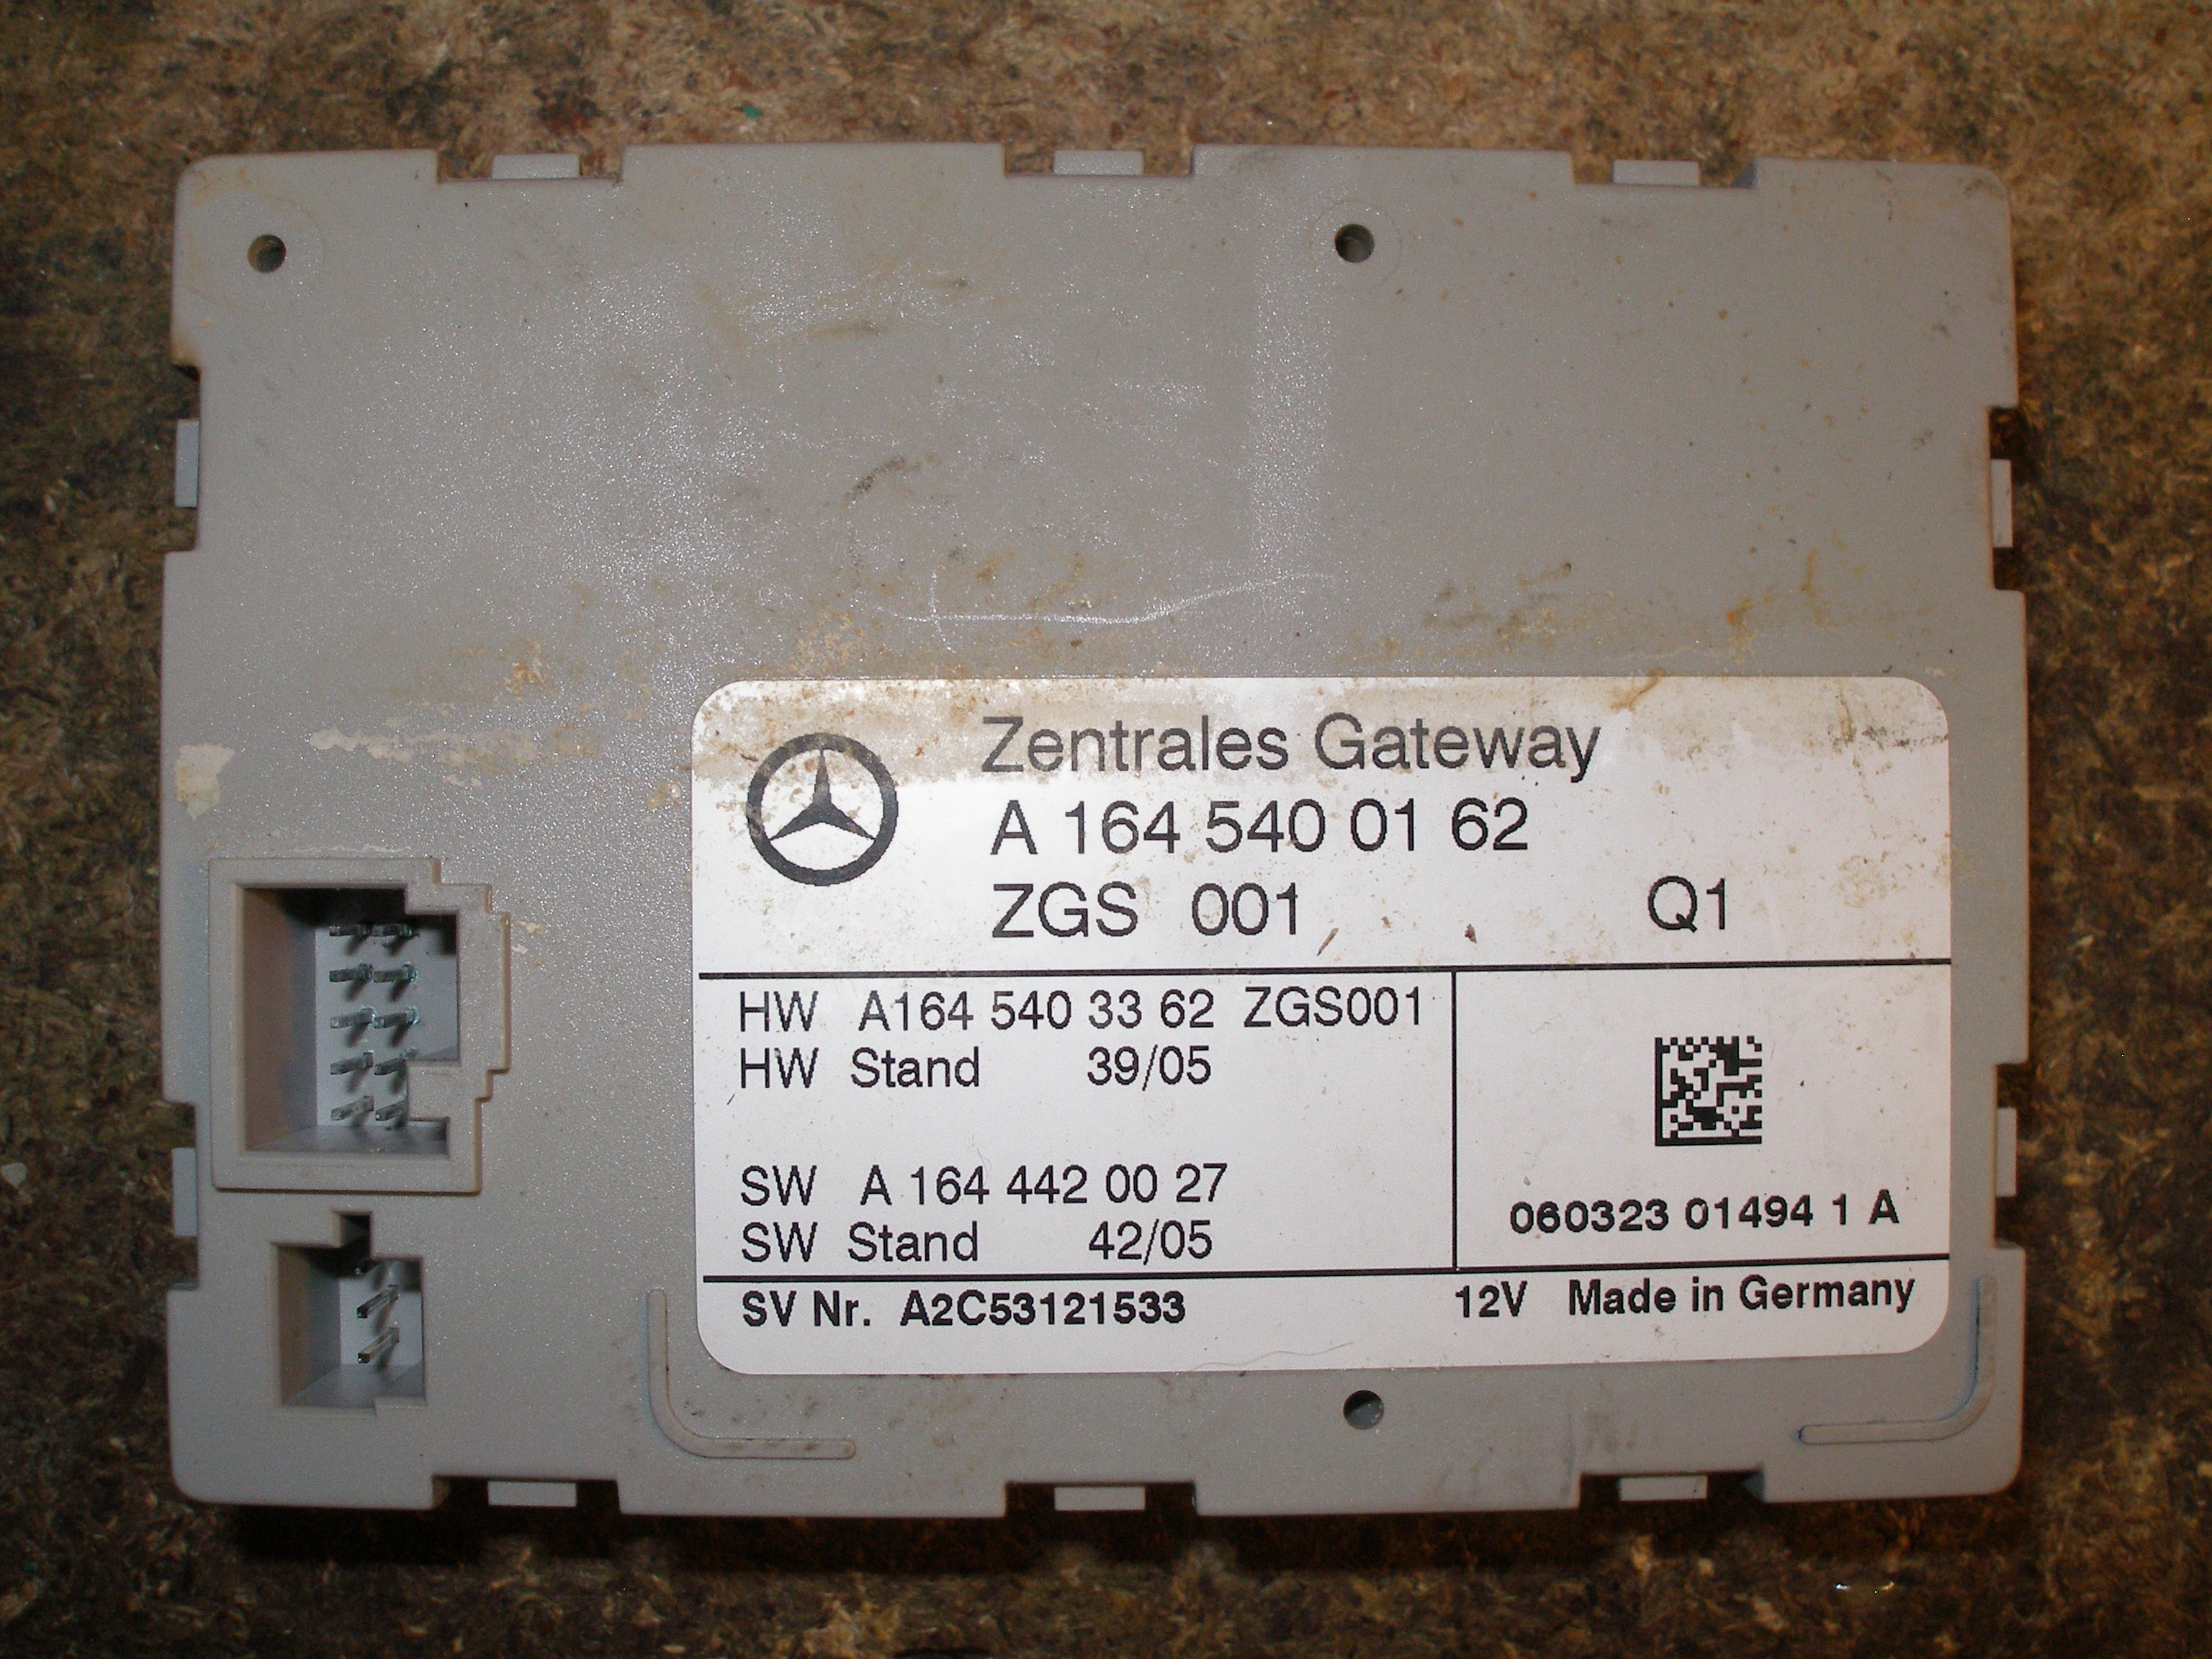 Zentrales Gateway
A 164 540 01 62
ZGS 001 Q1
HW A164 540 33 62 ZGS001
HW Stand 39/05
SW A 164 442 00 27
SW Stand 42/05
060323 01494 1 A
SV Nr. A2C53121533
12V Made in Germany